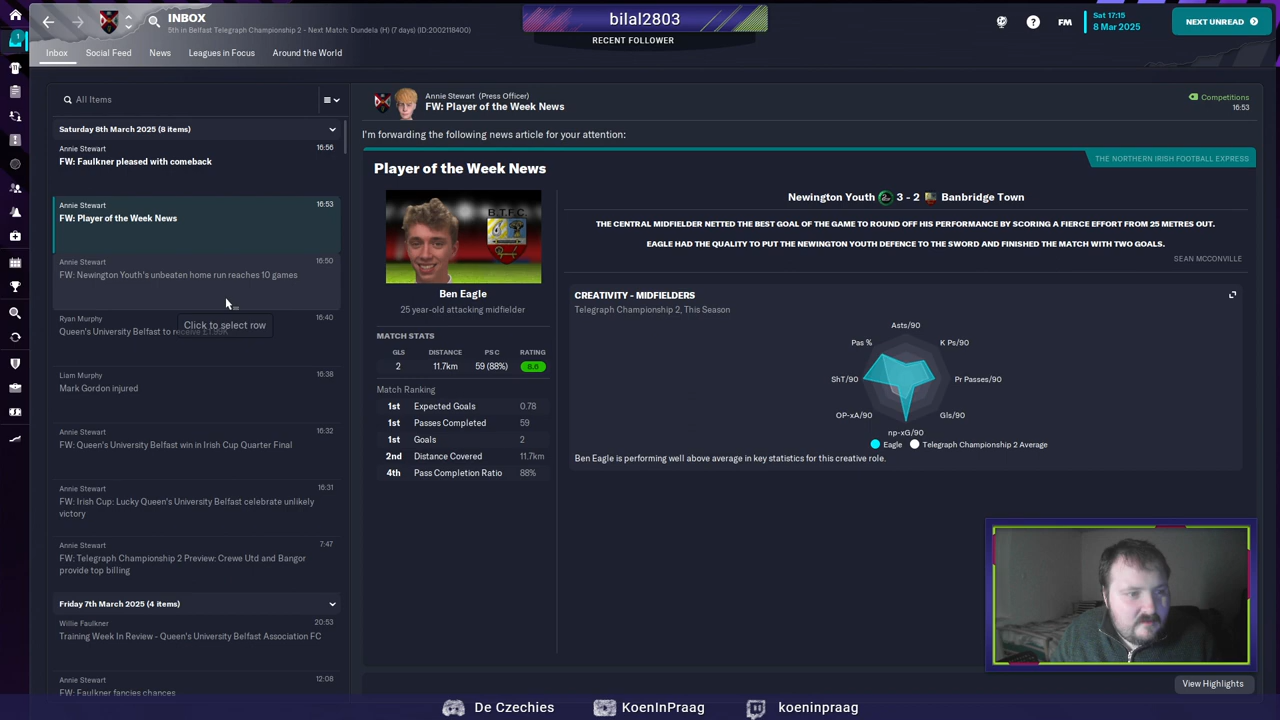 INBOX
5th in Belfast Telegraph Championship 2 - Next Match: Dundela (H) (7 days) (ID:2002118400)
bilal2803
RECENT FOLLOWER
FM
Sat 17:15
8 Mar 2025
NEXT UNREAD
Inbox
Social Feed
News
Leagues in Focus
Around the World
All Items
Saturday 8th March 2025 (8 items)
Annie Stewart
16:56
FW: Faulkner pleased with comeback
Annie Stewart
16:53
FW: Player of the Week News
Annie Stewart
16:50
FW: Newington Youth's unbeaten home run reaches 10 games
Click to select row
Ryan Murphy
16:40
Queen's University Belfast to
Liam Murphy
16:38
Mark Gordon injured
Annie Stewart
16:32
FW: Queen's University Belfast win in Irish Cup Quarter Final
Annie Stewart
16:31
FW: Irish Cup: Lucky Queen's University Belfast celebrate unlikely
victory
Annie Stewart
7:47
FW: Telegraph Championship 2 Preview: Crewe Utd and Bangor
provide top billing
Friday 7th March 2025 (4 items)
Willie Faulkner
20:53
Training Week In Review - Queen's University Belfast Association FC
Annie Stewart
12:08
FW: Faulkner fancies chances
Annie Stewart (Press Officer)
FW: Player of the Week News
Competitions
16:53
I'm forwarding the following news article for your attention:
THE NORTHERN IRISH FOOTBALL EXPRESS
Player of the Week News
B.T.F.C.
Ben Eagle
25 year-old attacking midfielder
MATCH STATS
GLS DISTANCE PS C RATING
2 11.7km 59 (88%) 8.8
Match Ranking
1st Expected Goals 0.78
1st Passes Completed 59
1st Goals 2
2nd Distance Covered 11.7km
4th Pass Completion Ratio 88%
Newington Youth 3 - 2 Banbridge Town
THE CENTRAL MIDFIELDER NETTED THE BEST GOAL OF THE GAME TO ROUND OFF HIS PERFORMANCE BY SCORING A FIERCE EFFORT FROM 25 METRES OUT.
EAGLE HAD THE QUALITY TO PUT THE NEWINGTON YOUTH DEFENCE TO THE SWORD AND FINISHED THE MATCH WITH TWO GOALS.
SEAN MCCONVILLE
CREATIVITY - MIDFIELDERS
Telegraph Championship 2, This Season
Asts/90
Pas %
K Ps/90
ShT/90
Pr Passes/90
OP-xA/90
Gls/90
np-xG/90
Eagle
Telegraph Championship 2 Average
Ben Eagle is performing well above average in key statistics for this creative role.
View Highlights
De Czechies
KoenInPraag
koeninpraag